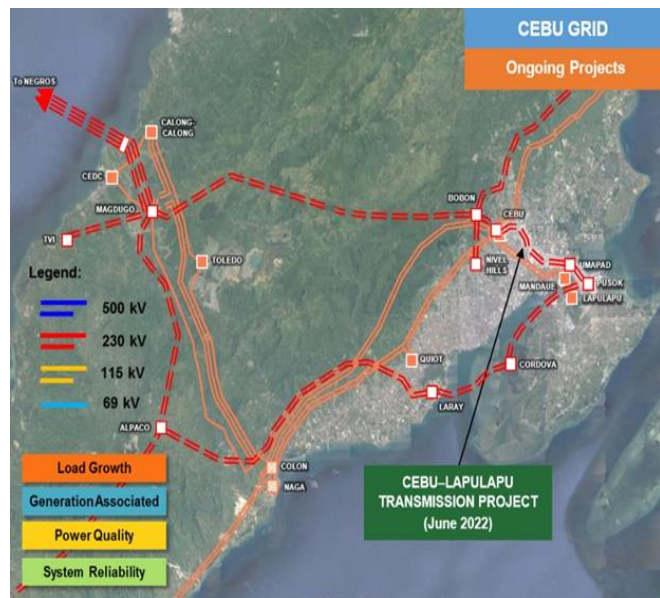 CEBU GRID
Ongoing Projects
To NEGROS
CALONG-
CALONG
CEDC
MAGDUGO
BOBON
CEBU
TVI
TOLEDO
NIVEL
HILLS
UMAPAD
MANDAUE
PUSOK
LAPULAPU
Legend:
500 kV
230 kV
115 kV
69 kV
QUIOT
CORDOVA
LARAY
ALPACO
COLON
NAGA
Load Growth
Generation Associated
Power Quality
System Reliability
CEBU–LAPULAPU
TRANSMISSION PROJECT
(June 2022)